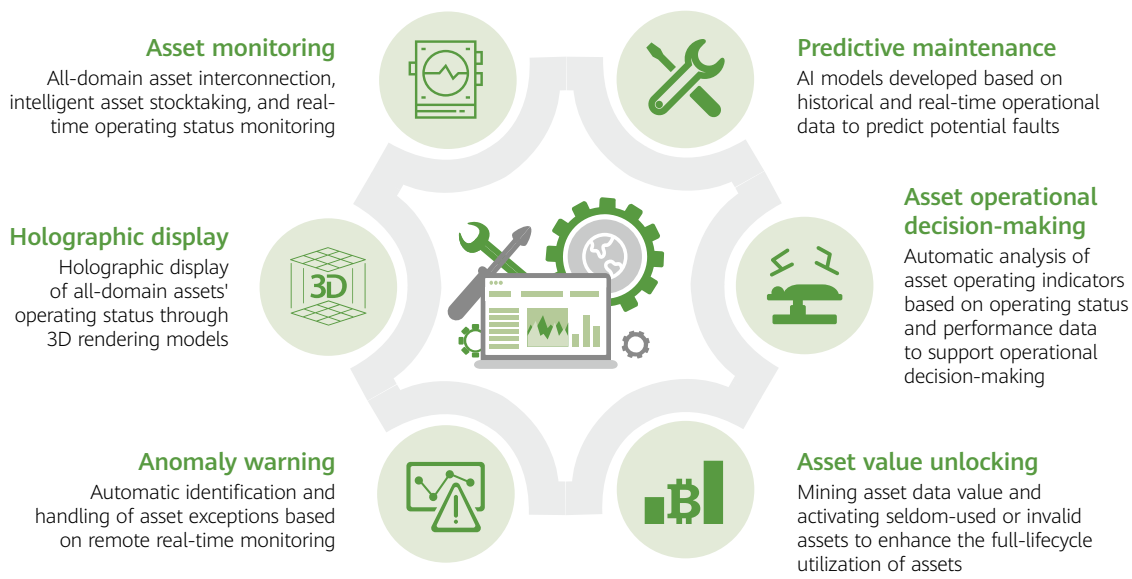 Asset monitoring
All-domain asset interconnection,
intelligent asset stocktaking, and real-
time operating status monitoring
Predictive maintenance
AI models developed based on
historical and real-time operational
data to predict potential faults
Holographic display
Holographic display
of all-domain assets'
operating status through
3D rendering models
3D
Asset operational
decision-making
Automatic analysis of
asset operating indicators
based on operating status
and performance data
to support operational
decision-making
Anomaly warning
Automatic identification and
handling of asset exceptions based
on remote real-time monitoring
Asset value unlocking
Mining asset data value and
activating seldom-used or invalid
assets to enhance the full-lifecycle
utilization of assets